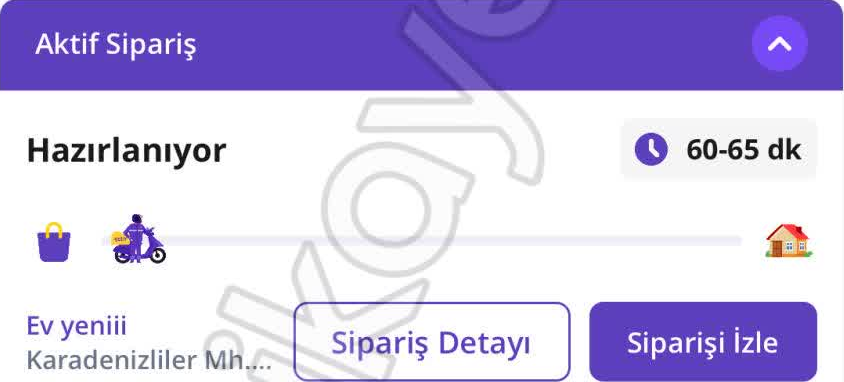 Aktif Sipariş
Hazırlanıyor
60-65 dk
Ev yeniii
Karadenizliler Mh....
Sipariş Detayı
Siparişi İzle